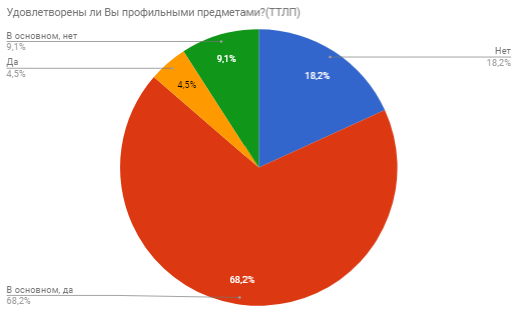 Удовлетворены ли Вы профильными предметами?(ТТЛП)
В основном, нет
9,1%
Да
4,5%
Нет
18,2%
9,1%
18,2%
4,5%
68,2%
В основном, да
68,2%